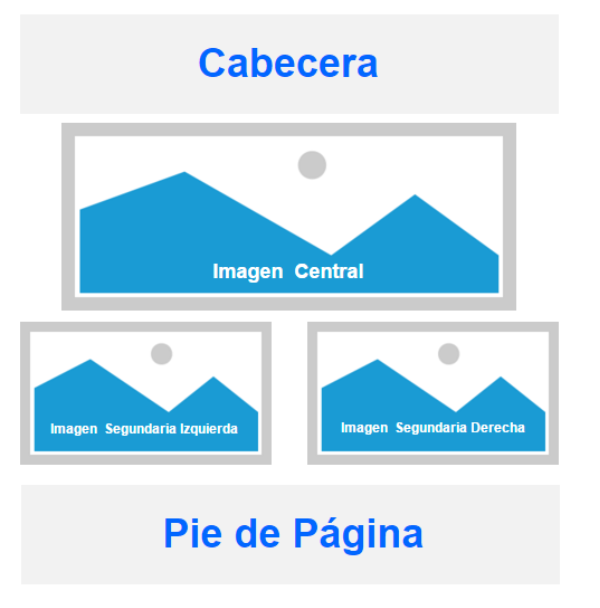 Cabecera
Imagen Central
Imagen Segundaria Izquierda
Imagen Segundaria Derecha
Pie de Página